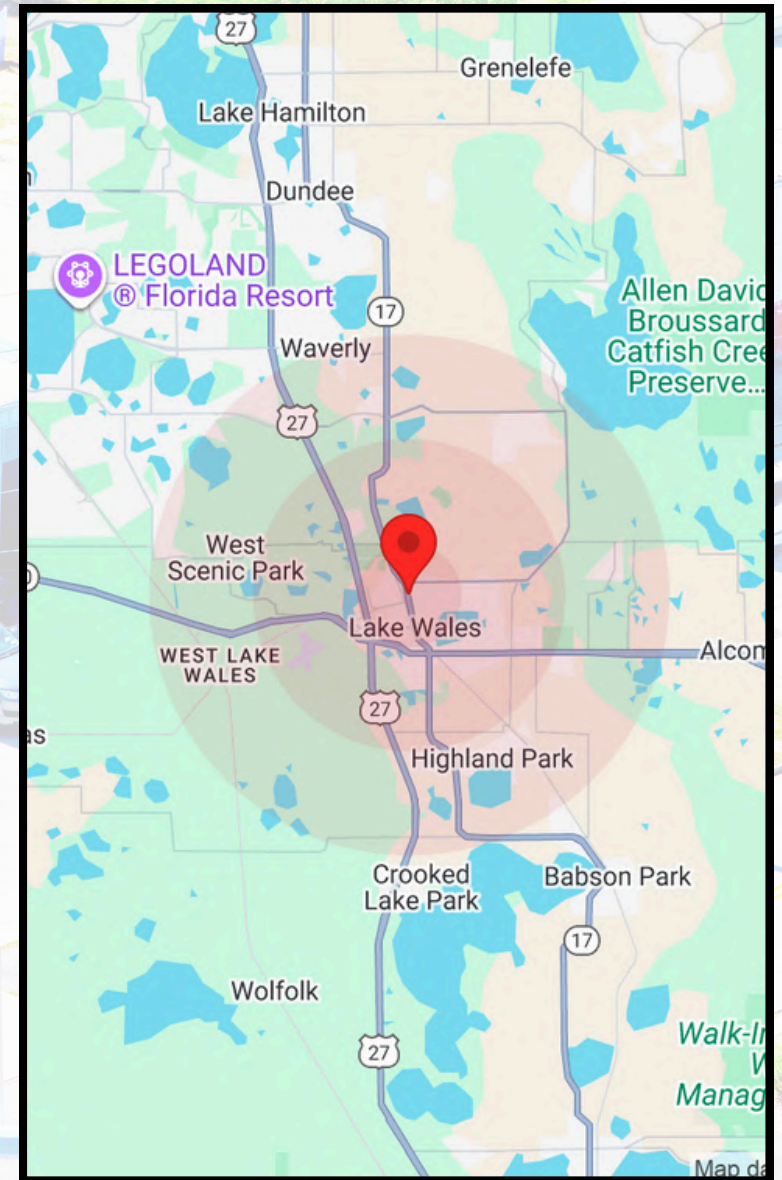 27
Grenelefe
Lake Hamilton
Dundee
LEGOLAND
® Florida Resort
17
Allen David
Broussard
Catfish Cree
Preserve...
Waverly
27
West
Scenic Park
Lake Wales
WEST LAKE
WALES
Alcom
as
27
Highland Park
Crooked
Lake Park
Babson Park
17
Wolfolk
27
Walk-In
W
Manag
Map da